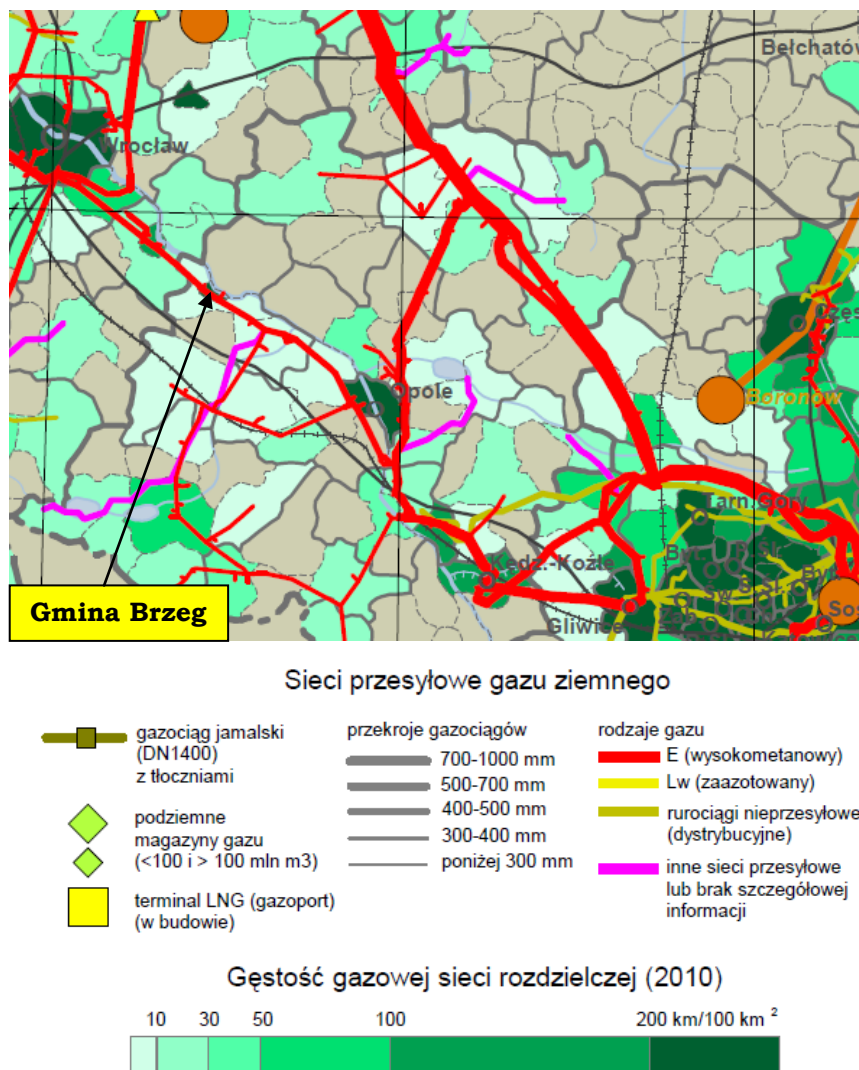 Bełchatów
Wrocław
Częs
Opole
Boronów
Tarn.Góry
Kędz.-Koźle
Gliwice
Gmina Brzeg
Sieci przesyłowe gazu ziemnego
gazociąg jamalski
(DN1400)
z tłoczniami
podziemne
magazyny gazu
(<100 i > 100 mln m3)
terminal LNG (gazoport)
(w budowie)
przekroje gazociągów
700-1000 mm
500-700 mm
400-500 mm
300-400 mm
poniżej 300 mm
rodzaje gazu
E (wysokometanowy)
Lw (zaazotowany)
rurociągi nieprzesyłowe
(dystrybucyjne)
inne sieci przesyłowe
lub brak szczegółowej
informacji
Gęstość gazowej sieci rozdzielczej (2010)
10 30 50 100 200 km/100 km ²